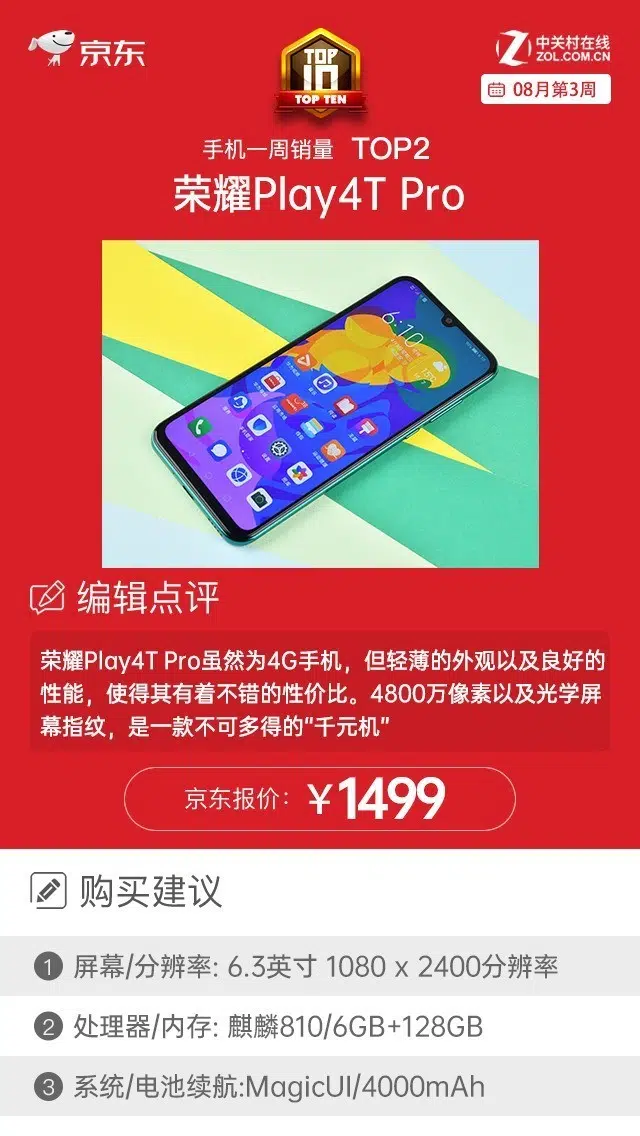 京东
TOP
10
TOP TEN
中关村在线
ZOL.COM.CN
08月第3周
手机一周销量 TOP2
荣耀Play4T Pro
6:10
编辑点评
荣耀Play4T Pro虽然为4G手机，但轻薄的外观以及良好的
性能，使得其有着不错的性价比。4800万像素以及光学屏
幕指纹，是一款不可多得的“千元机”
京东报价：￥1499
购买建议
1 屏幕/分辨率: 6.3英寸 1080 x 2400分辨率
2 处理器/内存: 麒麟810/6GB+128GB
3 系统/电池续航:MagicUI/4000mAh